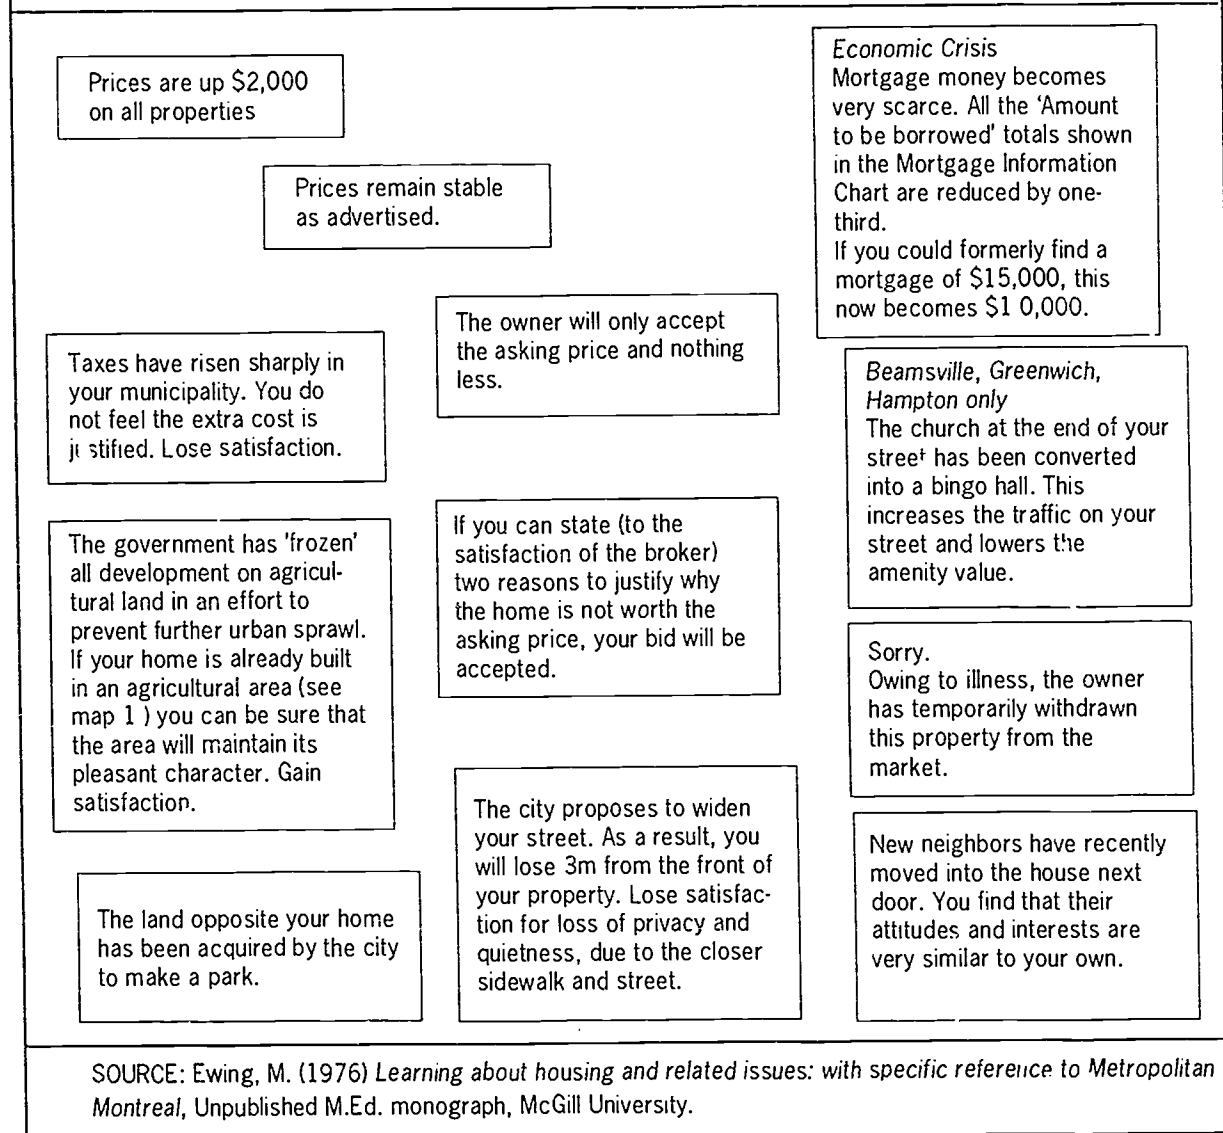 Prices are up $2,000
on all properties
Prices remain stable
as advertised.
Economic Crisis
Mortgage money becomes
very scarce. All the ‘Amount
to be borrowed’ totals shown
in the Mortgage Information
Chart are reduced by one-
third.
If you could formerly find a
mortgage of $15,000, this
now becomes $1 0,000.
Taxes have risen sharply in
your municipality. You do
not feel the extra cost is
justified. Lose satisfaction.
The owner will only accept
the asking price and nothing
less.
Beamsville, Greenwich,
Hampton only
The church at the end of your
street has been converted
into a bingo hall. This
increases the traffic on your
street and lowers the
amenity value.
The government has 'frozen'
all development on agricul-
tural land in an effort to
prevent further urban sprawl.
If your home is already built
in an agricultural area (see
map 1 ) you can be sure that
the area will maintain its
pleasant character. Gain
satisfaction.
If you can state (to the
satisfaction of the broker)
two reasons to justify why
the home is not worth the
asking price, your bid will be
accepted.
Sorry.
Owing to illness, the owner
has temporarily withdrawn
this property from the
market.
The land opposite your home
has been acquired by the city
to make a park.
The city proposes to widen
your street. As a result, you
will lose 3m from the front of
your property. Lose satisfac-
tion for loss of privacy and
quietness, due to the closer
sidewalk and street.
New neighbors have recently
moved into the house next
door. You find that their
attitudes and interests are
very similar to your own.
SOURCE: Ewing, M. (1976) Learning about housing and related issues: with specific reference to Metropolitan
Montreal, Unpublished M.Ed. monograph, McGill University.